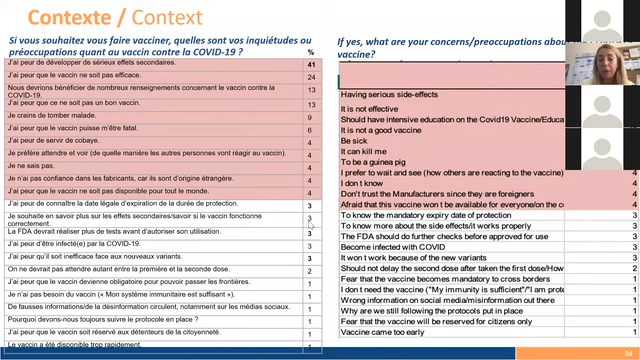 Contexte / Context
Si vous souhaitez vous faire vacciner, quelles sont vos inquiétudes ou
préoccupations quant au vaccin contre la COVID-19 ?
%
J'ai peur de développer de sérieux effets secondaires. 41
J'ai peur que le vaccin ne soit pas efficace. 24
Nous devrions bénéficier de nombreux renseignements concernant le vaccin contre la
COVID-19. 13
J'ai peur que ce ne soit pas un bon vaccin. 13
Je crains de tomber malade. 9
J'ai peur que le vaccin puisse m'être fatal. 6
J'ai peur de servir de cobaye. 4
Je préfère attendre et voir (de quelle manière les autres personnes vont réagir au vaccin). 4
Je ne sais pas. 4
Je n'ai pas confiance dans les fabricants, car ils sont d'origine étrangère. 4
J'ai peur que le vaccin ne soit pas disponible pour tout le monde. 4
J'ai peur de connaître la date légale d'expiration de la durée de protection. 3
Je souhaite en savoir plus sur les effets secondaires/savoir si le vaccin fonctionne
correctement. 3
La FDA devrait réaliser plus de tests avant d'autoriser son utilisation. 3
J'ai peur d'être infecté(e) par la COVID-19. 3
J'ai peur qu'il soit inefficace face aux nouveaux variants. 3
On ne devrait pas attendre autant entre la première et la seconde dose. 2
J'ai peur que le vaccin devienne obligatoire pour pouvoir passer les frontières. 1
Je n'ai pas besoin du vaccin (« Mon système immunitaire est suffisant »). 1
De fausses informations/de la désinformation circulent, notamment sur les médias sociaux. 1
Pourquoi devons-nous toujours suivre le protocole en place ? 1
J'ai peur que le vaccin soit réservé aux détenteurs de la citoyenneté. 1
Le vaccin a été disponible trop rapidement. 1
If yes, what are your concerns/preoccupations abou
vaccine?
Having serious side-effects
It is not effective
Should have intensive education on the Covid19 Vaccine/Educa
It is not a good vaccine
Be sick
It can kill me
To be a guinea pig
I prefer to wait and see (how others are reacting to the vaccine) 4
I don't know 4
Don't trust the Manufacturers since they are foreigners 4
Afraid that this vaccine won t be available for everyone/on the c 4
To know the mandatory expiry date of protection 3
To know more about the side effects/it works properly 3
The FDA should do further checks before approved for use 3
Become infected with COVID 3
It won t work because of the new variants 3
Should not delay the second dose after taken the first dose/How 2
Fear that the vaccine becomes mandatory to cross borders 1
I don t need the vaccine ("My immunity is suffient"/"I am prote 1
Wrong information on social media/misinformation out there 1
Why are we still following the protocols put in place 1
Fear that the vaccine will be reserved for citizens only 1
Vaccine came too early 1
34